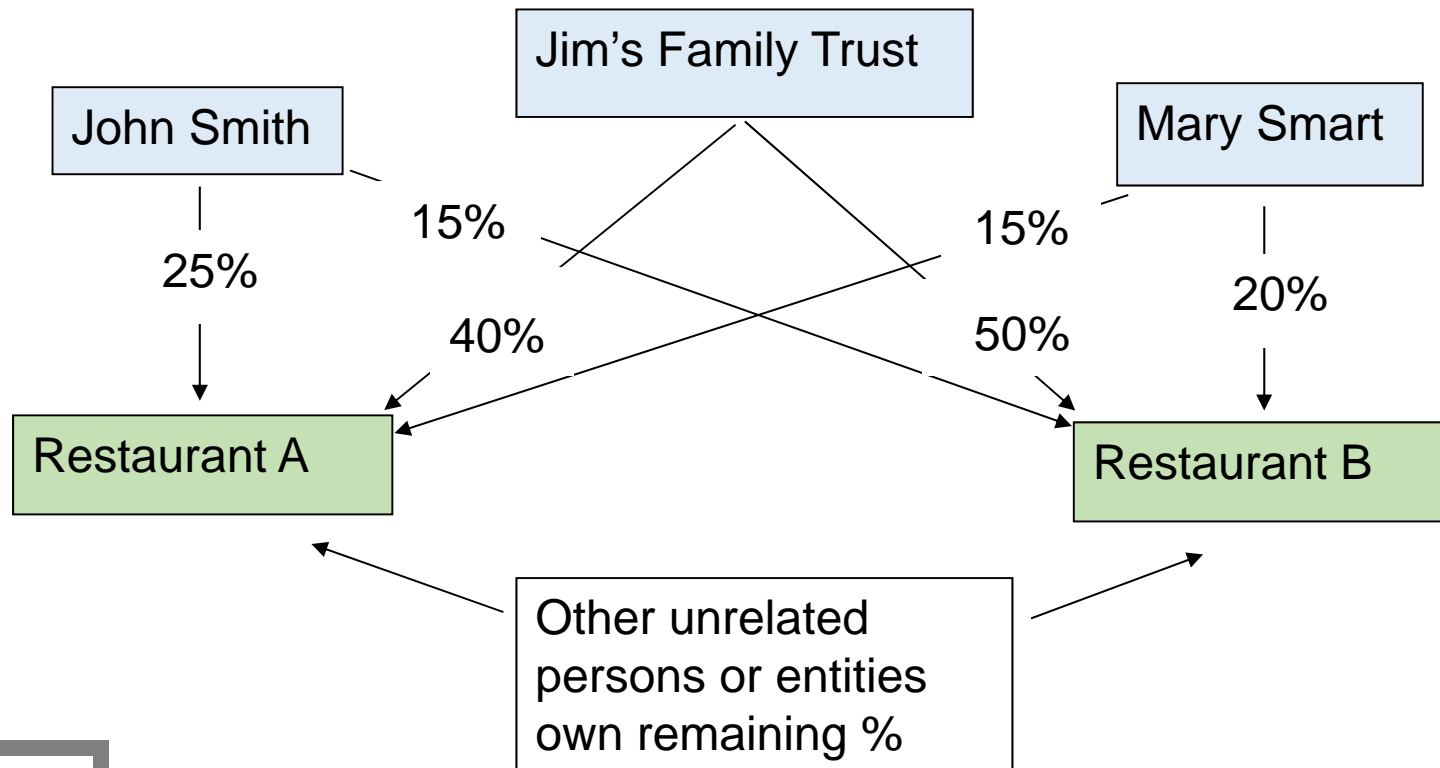 Jim’s Family Trust
John Smith
Mary Smart
15%
15%
25%
20%
40%
50%
Restaurant A
Restaurant B
Other unrelated
persons or entities
own remaining %